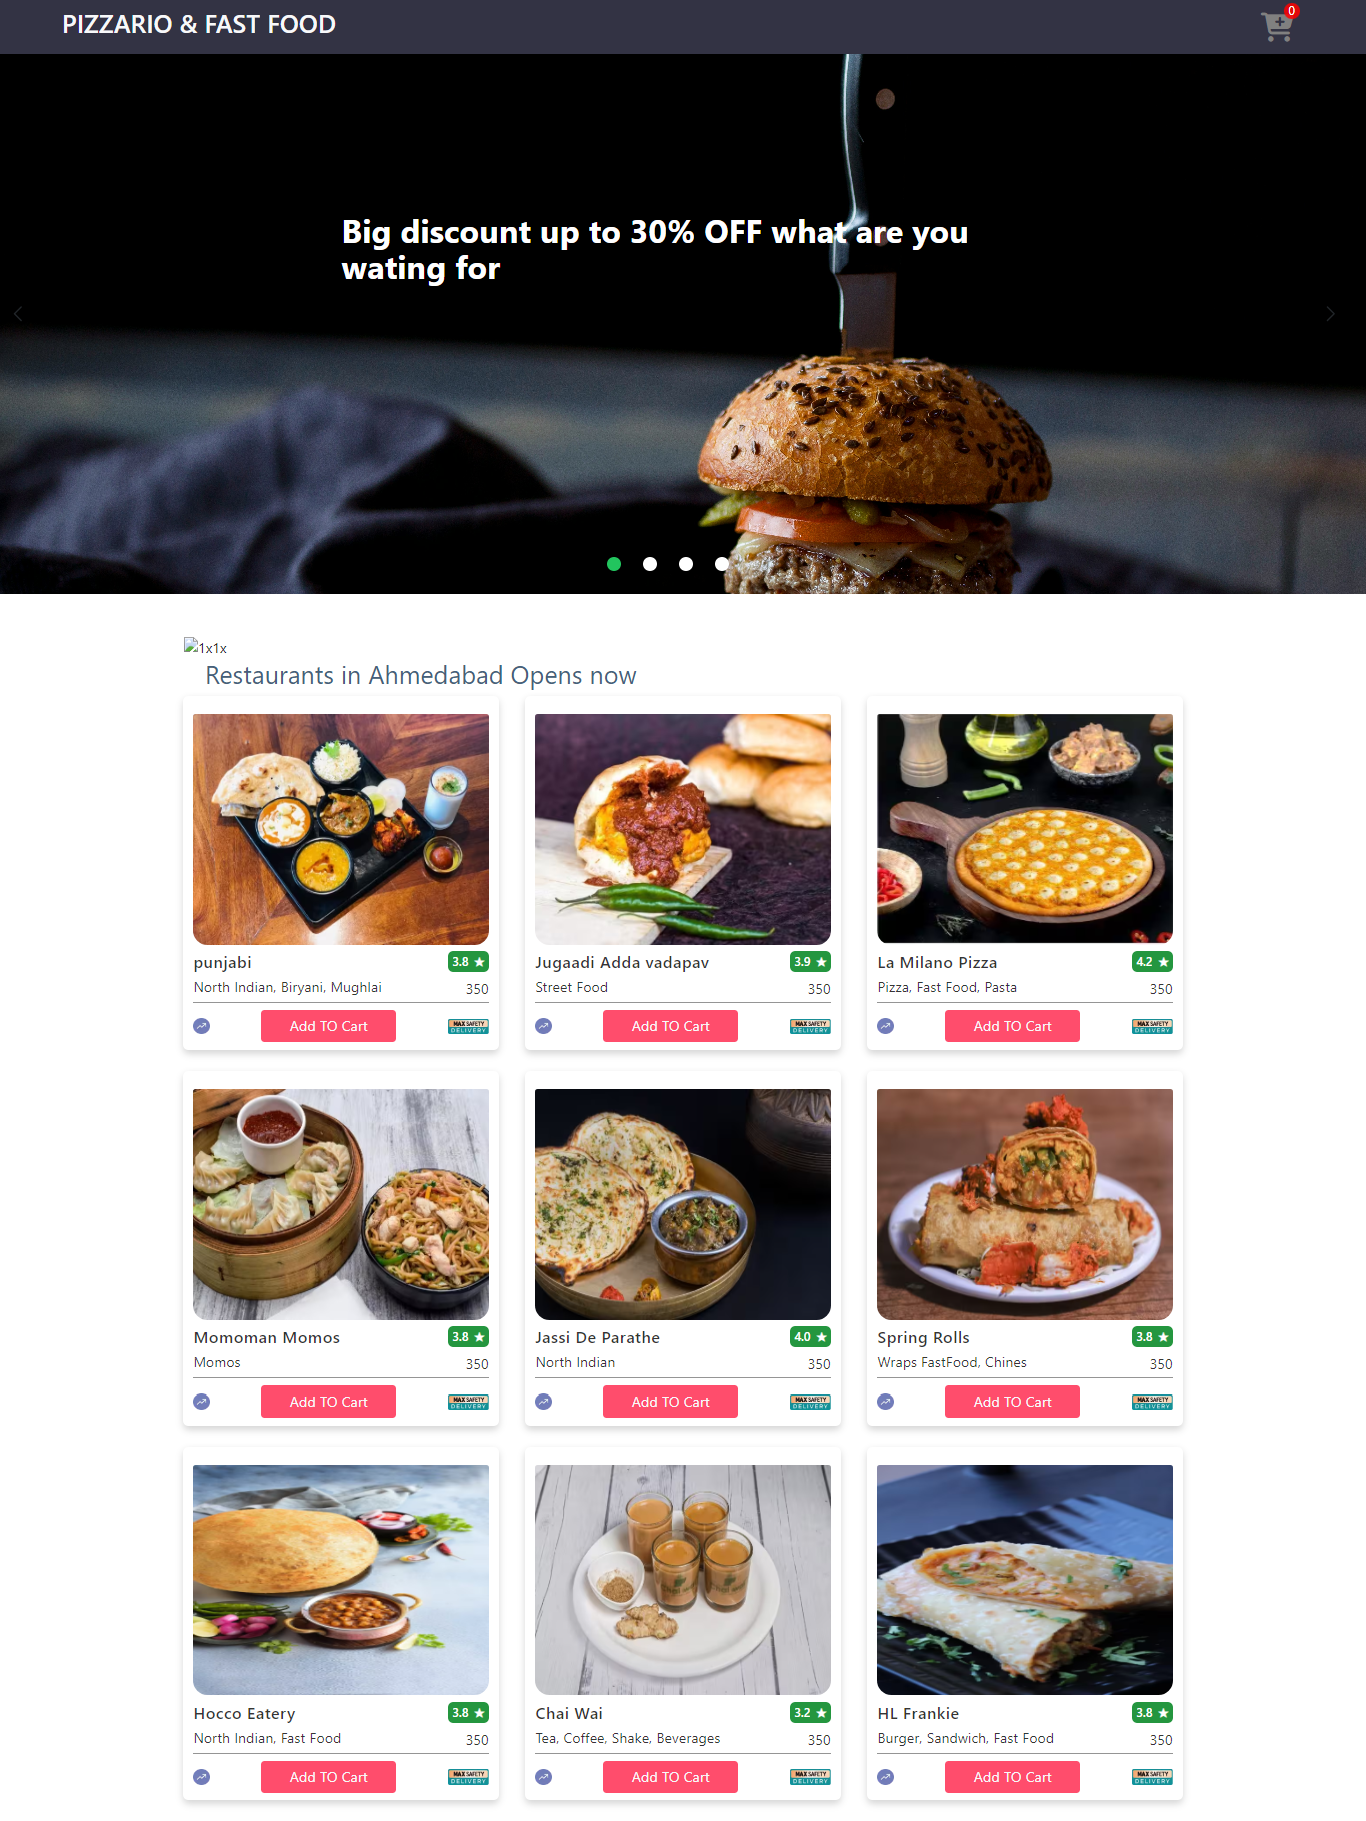 PIZZARIO & FAST FOOD
0
Big discount up to 30% OFF what are you
wating for
1x1x
Restaurants in Ahmedabad Opens now
punjabi 3.8 ★
North Indian, Biryani, Mughlai 350
Add TO Cart MAX SAFETY
DELIVERY
Jugaadi Adda vadapav 3.9 ★
Street Food 350
Add TO Cart MAX SAFETY
DELIVERY
La Milano Pizza 4.2 ★
Pizza, Fast Food, Pasta 350
Add TO Cart MAX SAFETY
DELIVERY
Momoman Momos 3.8 ★
Momos 350
Add TO Cart MAX SAFETY
DELIVERY
Jassi De Parathe 4.0 ★
North Indian 350
Add TO Cart MAX SAFETY
DELIVERY
Spring Rolls 3.8 ★
Wraps FastFood, Chines 350
Add TO Cart MAX SAFETY
DELIVERY
Hocco Eatery 3.8 ★
North Indian, Fast Food 350
Add TO Cart MAX SAFETY
DELIVERY
Chai Wai 3.2 ★
Tea, Coffee, Shake, Beverages 350
Add TO Cart MAX SAFETY
DELIVERY
HL Frankie 3.8 ★
Burger, Sandwich, Fast Food 350
Add TO Cart MAX SAFETY
DELIVERY